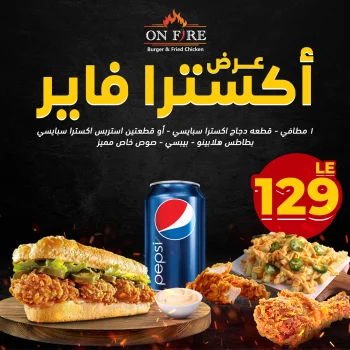 ON FIRE
Burger & Fried Chicken
عرض
أكسترا فاير
١ مطافي - قطعه دجاج اكسترا سبايسي - أو قطعتين استربس اكسترا سبايسي
بطاطس هلابينو - بيبسي - صوص خاص مميز
LE
129
pepsi